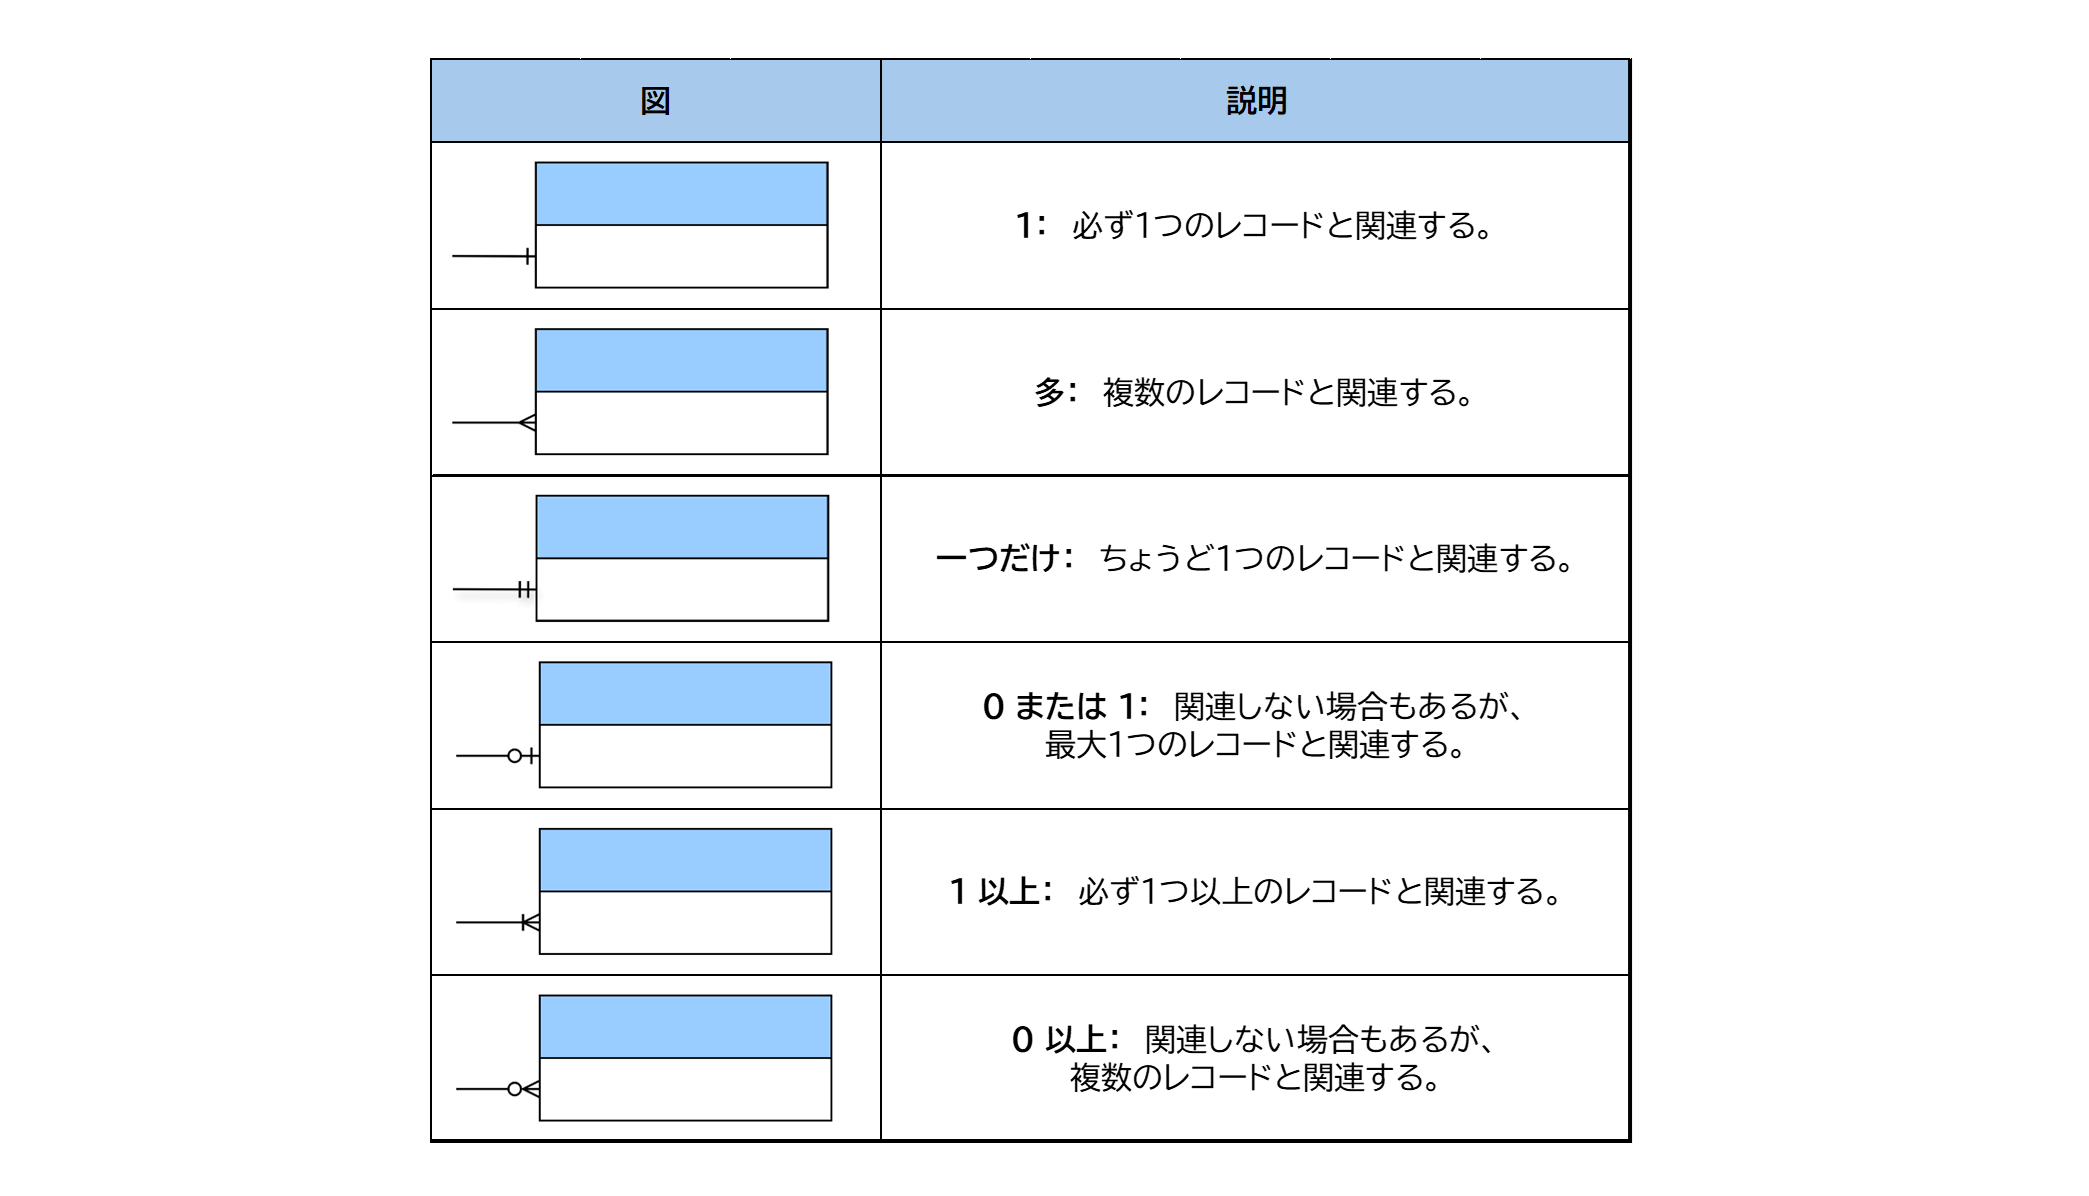 図
説明
1： 必ず1つのレコードと関連する。
多： 複数のレコードと関連する。
一つだけ： ちょうど1つのレコードと関連する。
0 または 1： 関連しない場合もあるが、
最大1つのレコードと関連する。
1 以上： 必ず1つ以上のレコードと関連する。
0 以上： 関連しない場合もあるが、
複数のレコードと関連する。